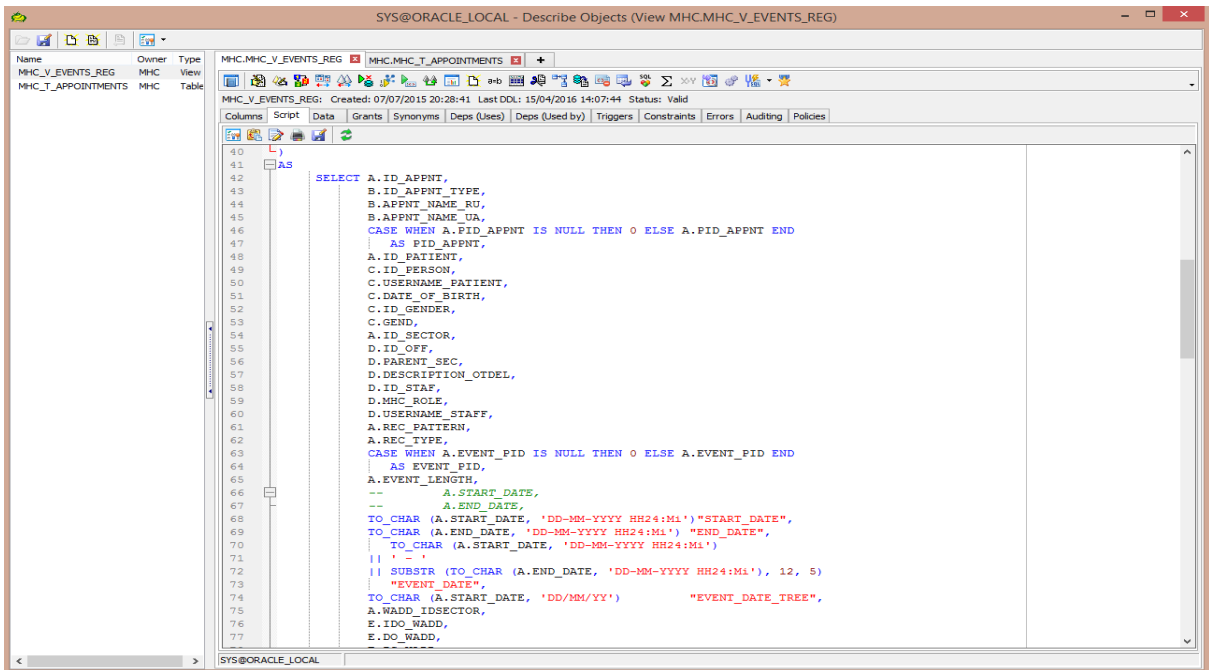 SYS@ORACLE_LOCAL - Describe Objects (View MHC.MHC_V_EVENTS_REG)
Name Owner Type
MHC_V_EVENTS_REG MHC View
MHC_T_APPOINTMENTS MHC Table
MHC.MHC_V_EVENTS_REG MHC.MHC_T_APPOINTMENTS
MHC_V_EVENTS_REG: Created: 07/07/2015 20:28:41 Last DDL: 15/04/2016 14:07:44 Status: Valid
Columns Script Data Grants Synonyms Deps (Uses) Deps (Used by) Triggers Constraints Errors Auditing Policies
40 )
41 AS
42 SELECT A.ID_APPNT,
43 B.ID_APPNT_TYPE,
44 B.APPNT_NAME_RU,
45 B.APPNT_NAME_UA,
46 CASE WHEN A.PID_APPNT IS NULL THEN 0 ELSE A.PID_APPNT END
47 AS PID_APPNT,
48 A.ID_PATIENT,
49 C.ID_PERSON,
50 C.USERNAME_PATIENT,
51 C.DATE_OF_BIRTH,
52 C.ID_GENDER,
53 C.GEND,
54 A.ID_SECTOR,
55 D.ID_OFF,
56 D.PARENT_SEC,
57 D.DESCRIPTION_OTDEL,
58 D.ID_STAF,
59 D.MHC_ROLE,
60 D.USERNAME_STAFF,
61 A.REC_PATTERN,
62 A.REC_TYPE,
63 CASE WHEN A.EVENT_PID IS NULL THEN 0 ELSE A.EVENT_PID END
64 AS EVENT_PID,
65 A.EVENT_LENGTH,
66 -- A.START_DATE,
67 -- A.END_DATE,
68 TO_CHAR (A.START_DATE, 'DD-MM-YYYY HH24:Mi')"START_DATE",
69 TO_CHAR (A.END_DATE, 'DD-MM-YYYY HH24:Mi') "END_DATE",
70 TO_CHAR (A.START_DATE, 'DD-MM-YYYY HH24:Mi')
71 || ' - '
72 || SUBSTR (TO_CHAR (A.END_DATE, 'DD-MM-YYYY HH24:Mi'), 12, 5)
73 "EVENT_DATE",
74 TO_CHAR (A.START_DATE, 'DD/MM/YY') "EVENT_DATE_TREE",
75 A.WADD_IDSECTOR,
76 E.IDO_WADD,
77 E.DO_WADD,
SYS@ORACLE_LOCAL